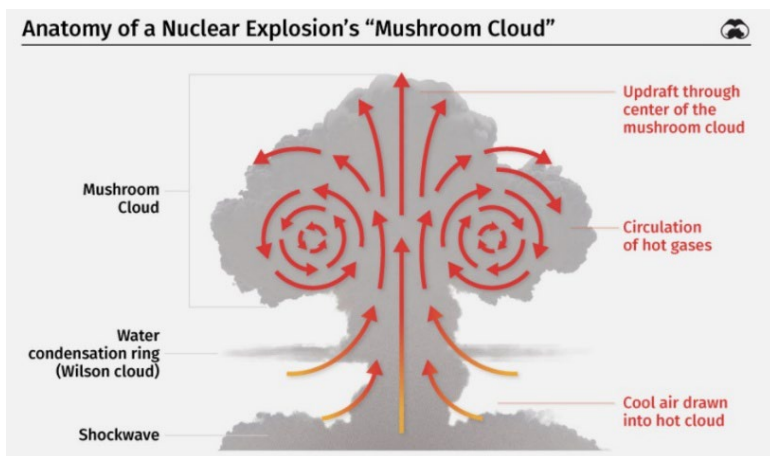 Anatomy of a Nuclear Explosion’s “Mushroom Cloud”
Updraft through
center of the
mushroom cloud
Mushroom
Cloud
Circulation
of hot gases
Water
condensation ring
(Wilson cloud)
Cool air drawn
into hot cloud
Shockwave